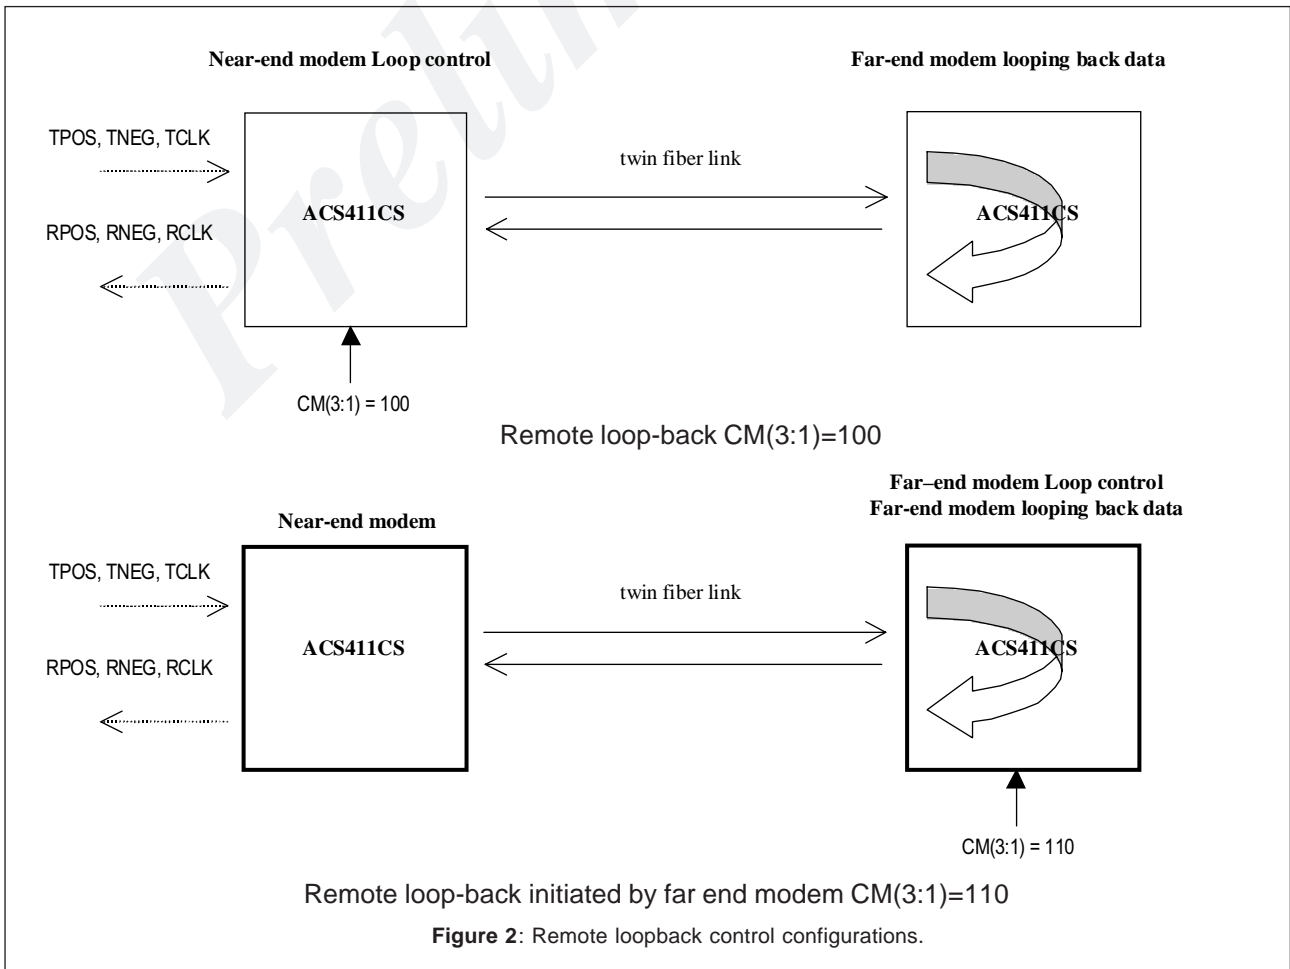 Near-end modem Loop control
Far-end modem looping back data
TPOS, TNEG, TCLK
twin fiber link
RPOS, RNEG, RCLK
ACS411CS
ACS411CS
CM(3:1) = 100
Remote loop-back CM(3:1)=100
Far–end modem Loop control
Far-end modem looping back data
Near-end modem
TPOS, TNEG, TCLK
twin fiber link
ACS411CS
ACS411CS
RPOS, RNEG, RCLK
CM(3:1) = 110
Remote loop-back initiated by far end modem CM(3:1)=110
Figure 2: Remote loopback control configurations.